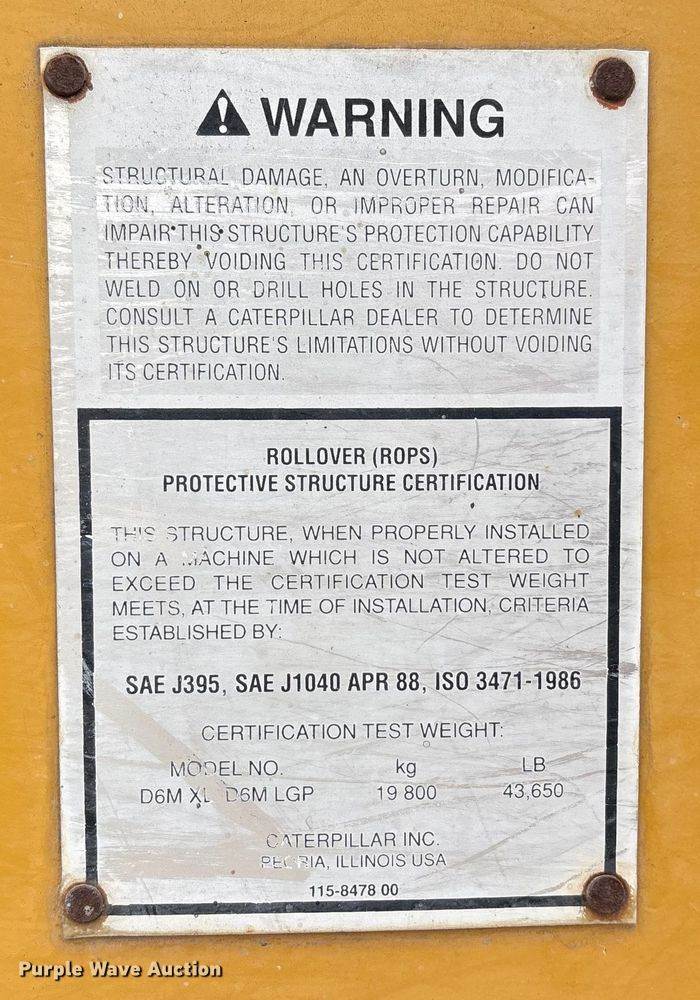 WARNING
STRUCTURAL DAMAGE, AN OVERTURN, MODIFICA-
TION, ALTERATION, OR IMPROPER REPAIR CAN
IMPAIR THIS STRUCTURE'S PROTECTION CAPABILITY
THEREBY VOIDING THIS CERTIFICATION. DO NOT
WELD ON OR DRILL HOLES IN THE STRUCTURE.
CONSULT A CATERPILLAR DEALER TO DETERMINE
THIS STRUCTURE'S LIMITATIONS WITHOUT VOIDING
ITS CERTIFICATION.
ROLLOVER (ROPS)
PROTECTIVE STRUCTURE CERTIFICATION
THIS STRUCTURE, WHEN PROPERLY INSTALLED
ON A MACHINE WHICH IS NOT ALTERED TO
EXCEED THE CERTIFICATION TEST WEIGHT
MEETS, AT THE TIME OF INSTALLATION, CRITERIA
ESTABLISHED BY:
SAE J395, SAE J1040 APR 88, ISO 3471-1986
CERTIFICATION TEST WEIGHT:
MODEL NO. kg LB
D6M XL D6M LGP 19 800 43,650
CATERPILLAR INC.
PEORIA, ILLINOIS USA
115-8478 00
Purple Wave Auction